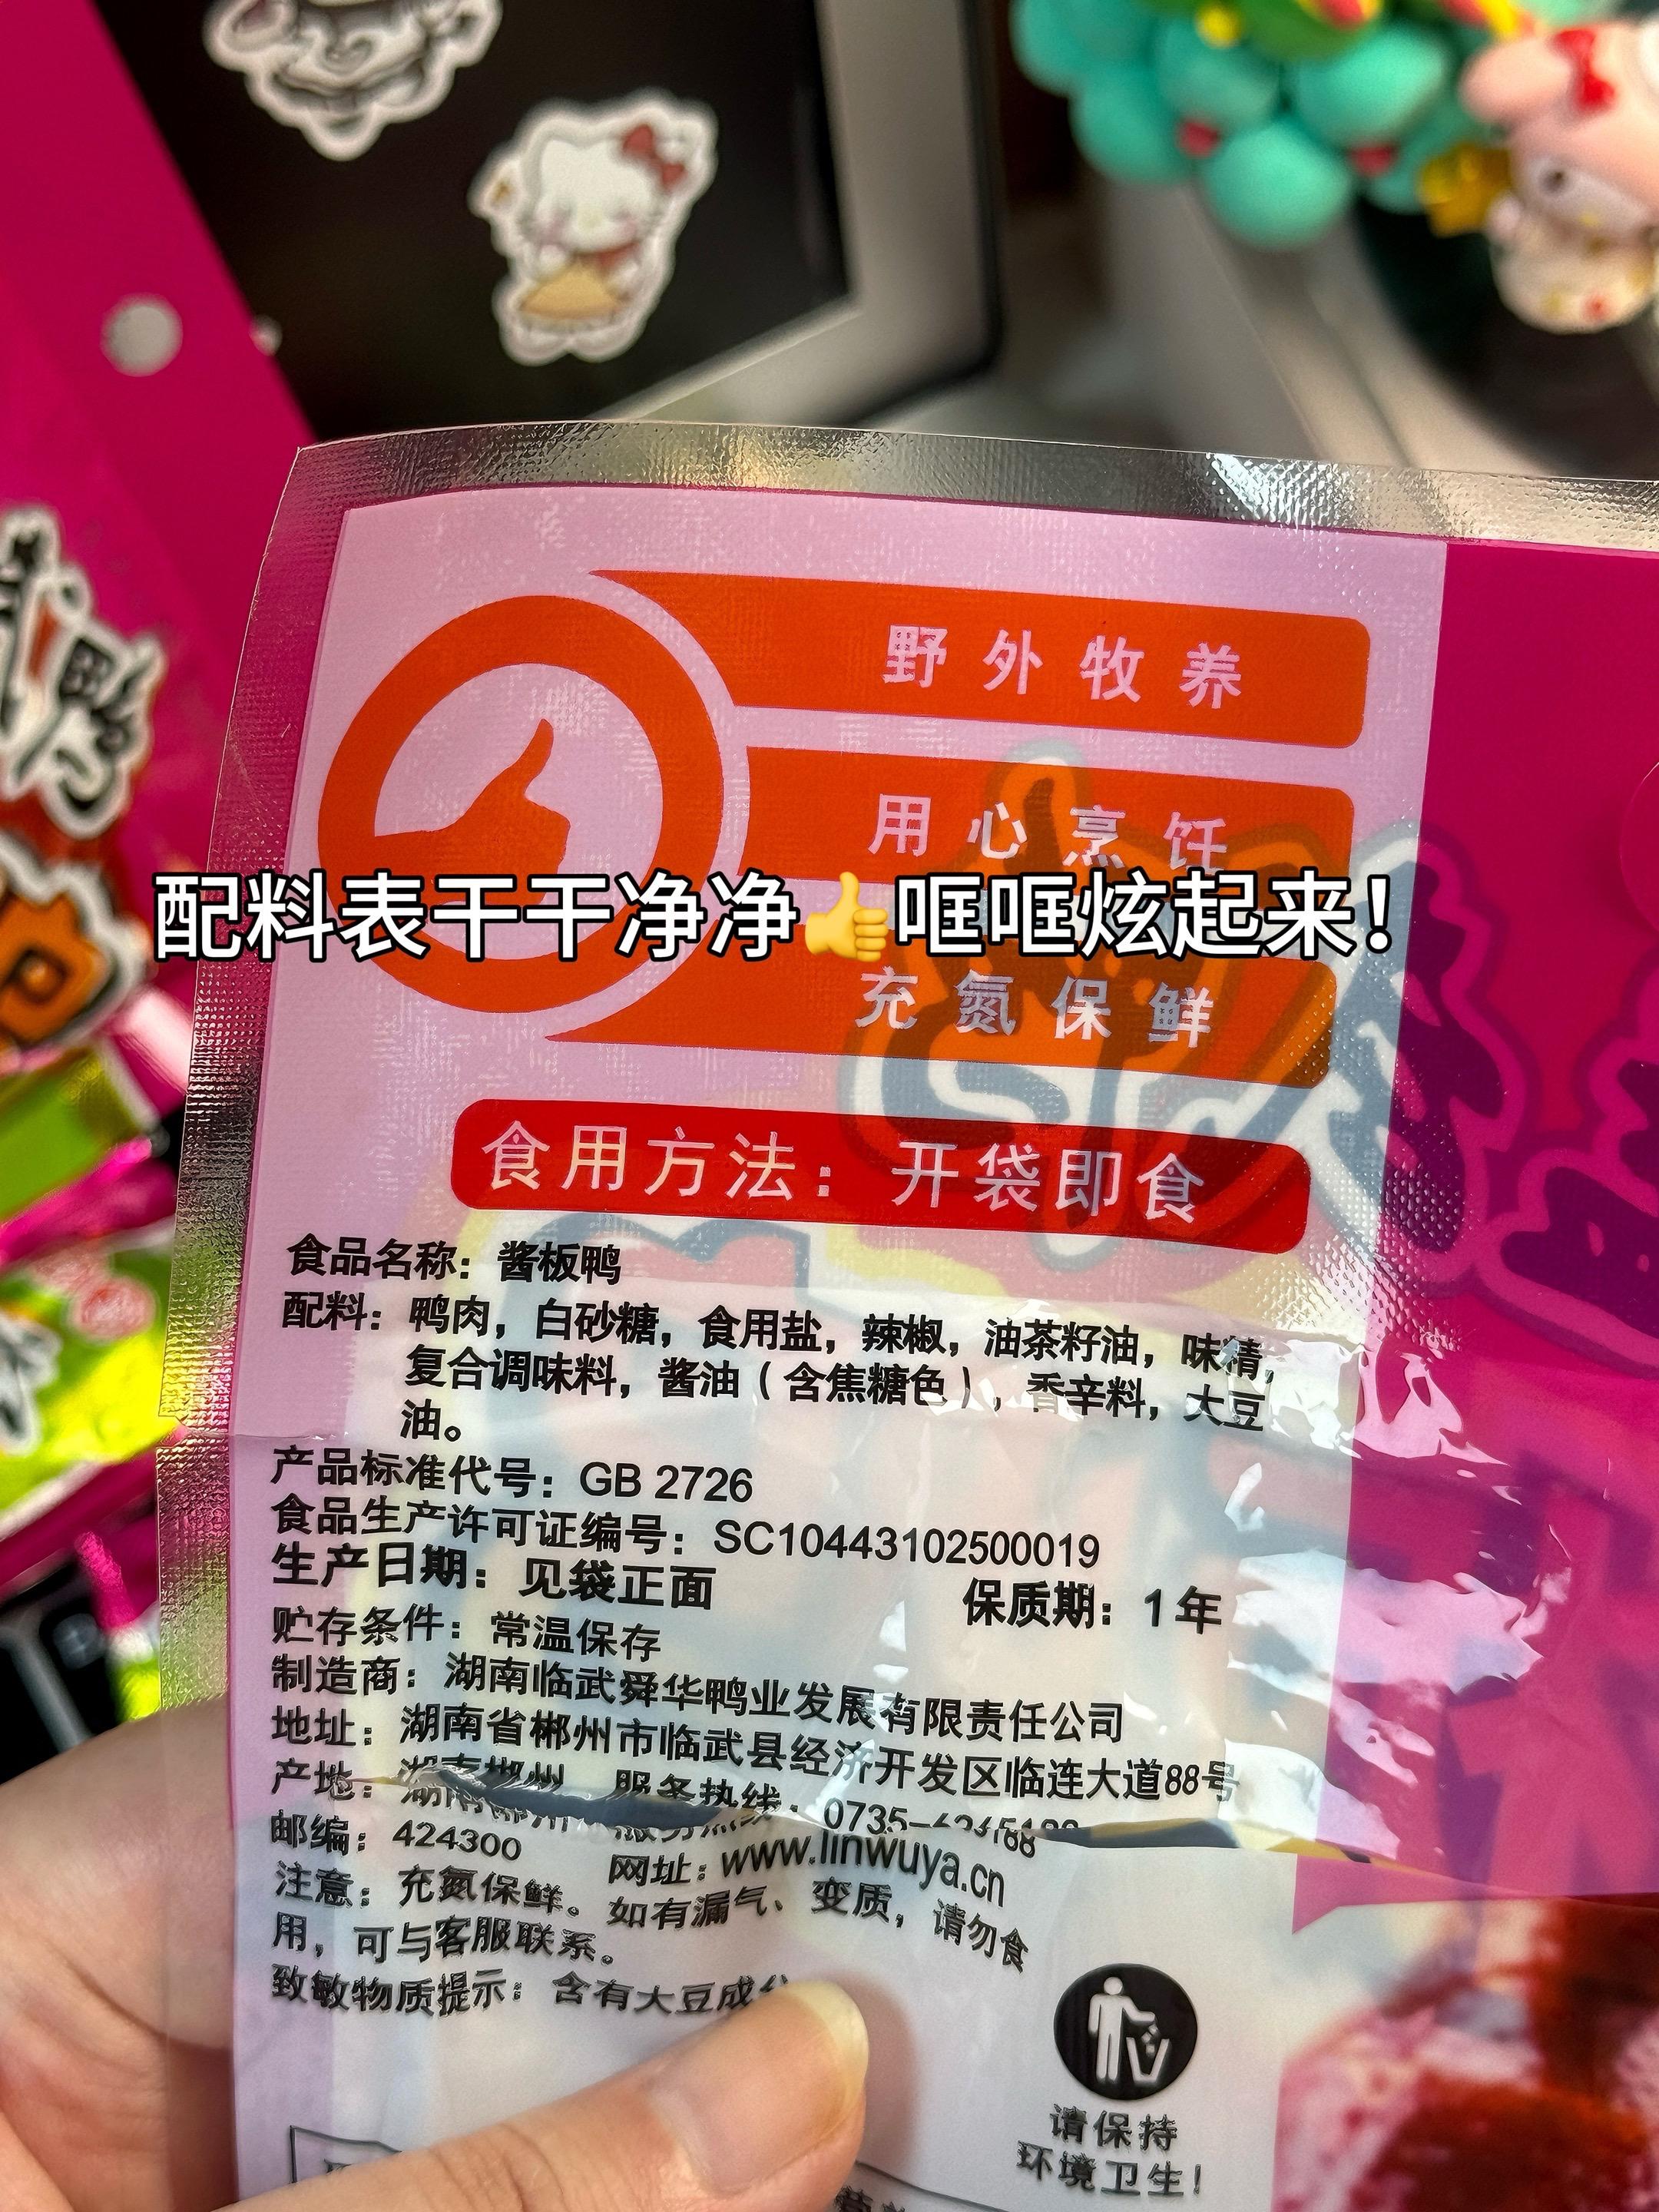 野外牧养
用心烹饪
配料表干干净净👍哐哐炫起来！
充氮保鲜
食用方法：开袋即食
食品名称：酱板鸭
配料：鸭肉，白砂糖，食用盐，辣椒，油茶籽油，味精，
复合调味料，酱油（含焦糖色），香辛料，大豆
油。
产品标准代号：GB 2726
食品生产许可证编号：SC10443102500019
生产日期：见袋正面 保质期：1年
贮存条件：常温保存
制造商：湖南临武舜华鸭业发展有限责任公司
地址：湖南省郴州市临武县经济开发区临连大道88号
产地：湖南郴州 服务热线：0735-
邮编：424300 网址：www.linwuya.cn
注意：充氮保鲜。如有漏气、变质，请勿食
用，可与客服联系。
致敏物质提示：含有大豆成分
请保持
环境卫生！